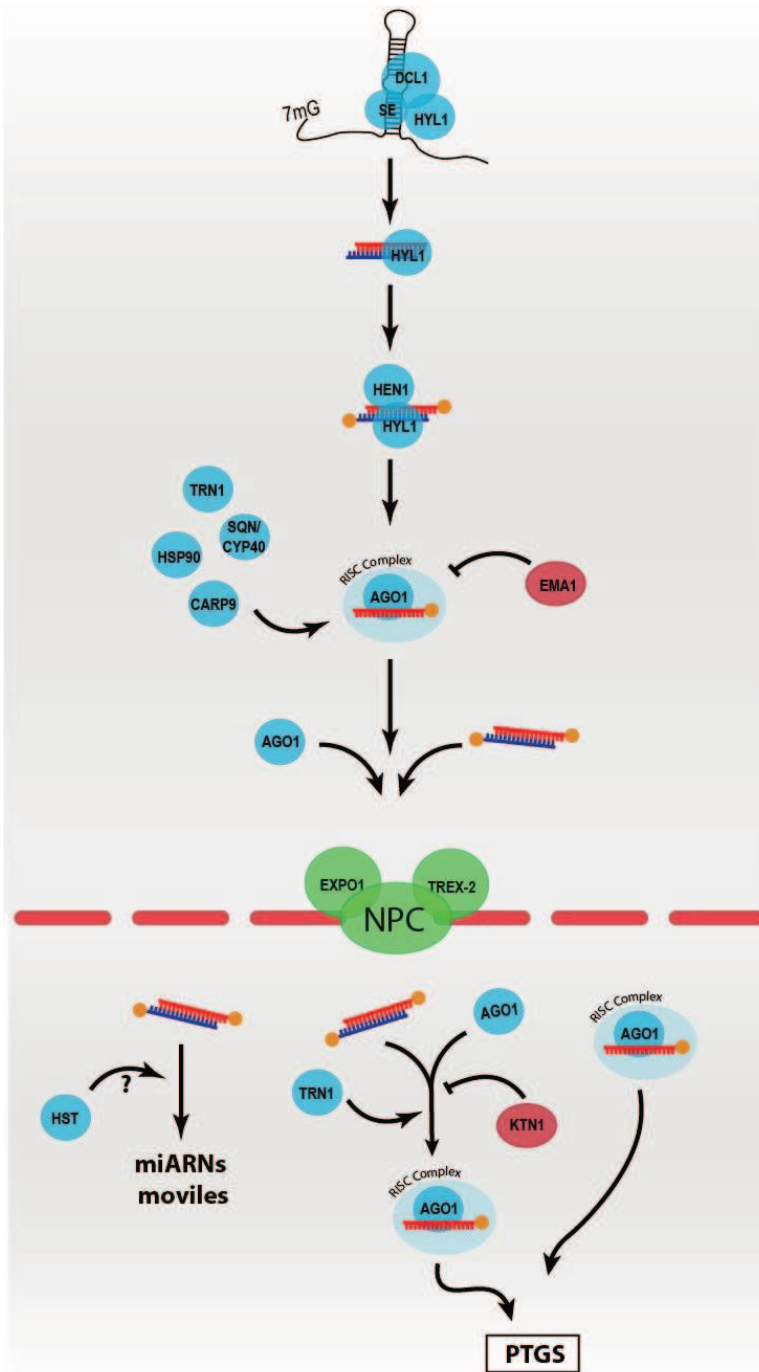 DCL1
7mG
SE
HYL1
HYL1
HEN1
HYL1
TRN1
SQN/
CYP40
HSP90
RISC Complex
EMA1
AGO1
CARP9
AGO1
EXPO1
TREX-2
NPC
AGO1
RISC Complex
AGO1
?
TRN1
HST
KTN1
miARNs
moviles
RISC Complex
AGO1
PTGS